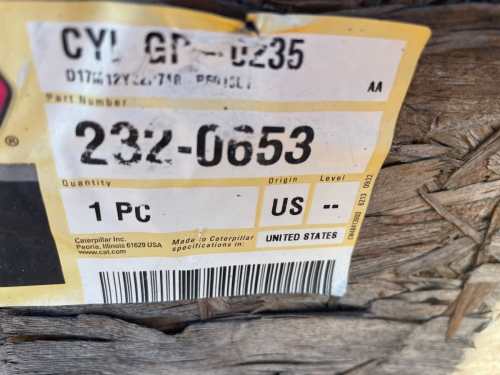 CYL GP - 0235
AA
Part Number
232-0653
Quantity
Origin
Level
1 PC
US
--
Caterpillar Inc.
Peoria, Illinois 61629 USA
www.cat.com
Made to Caterpillar
specifications in:
UNITED STATES
®